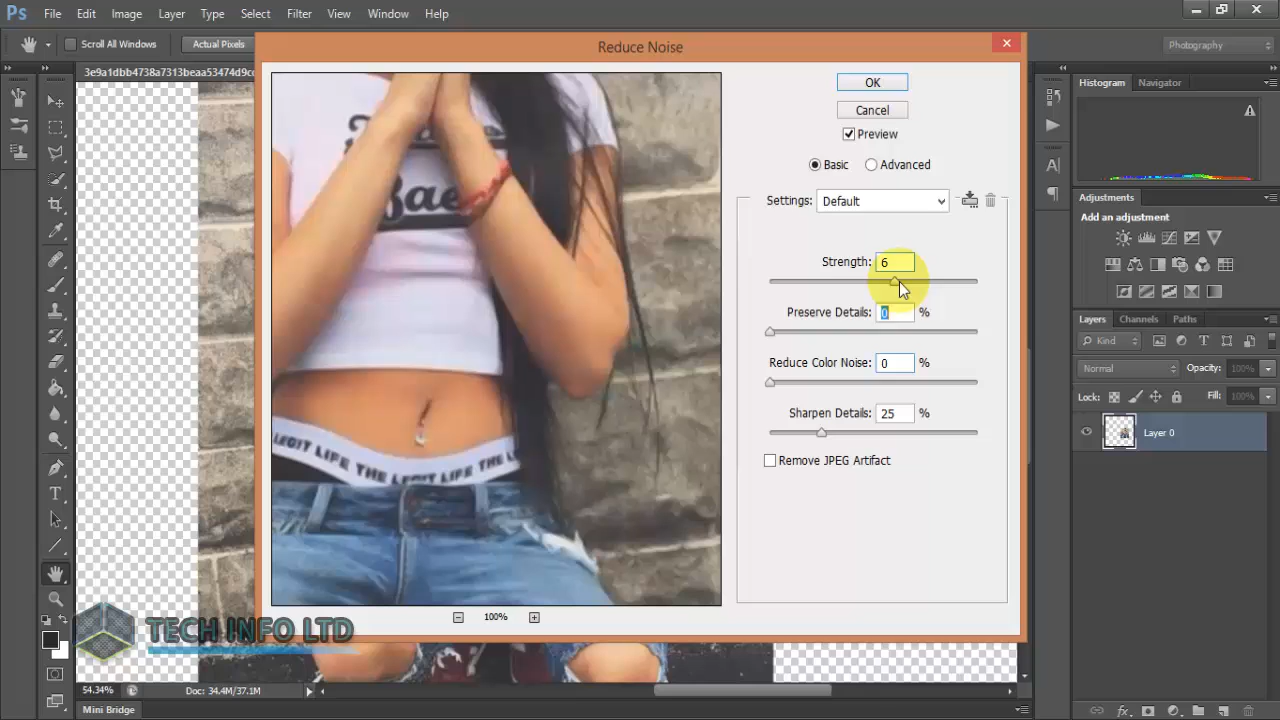 Ps File Edit Image Layer Type Select Filter View Window Help
Scroll All Windows Actual Pixels
Photography
Reduce Noise
3e9a1dbb4738a7313beaa53474d9c
OK
Cancel
Preview
Basic Advanced
Settings: Default
Strength: 6
Preserve Details: 0 %
Reduce Color Noise: 0 %
Sharpen Details: 25 %
Remove JPEG Artifact
Bae
LEGIT LIFE THE LEGIT LIFE THE L
100%
Histogram Navigator
Adjustments
Add an adjustment
Layers Channels Paths
Kind
Normal Opacity: 100%
Lock: Fill: 100%
Layer 0
TECH INFO LTD
54.34% Doc: 34.4M/37.1M
Mini Bridge